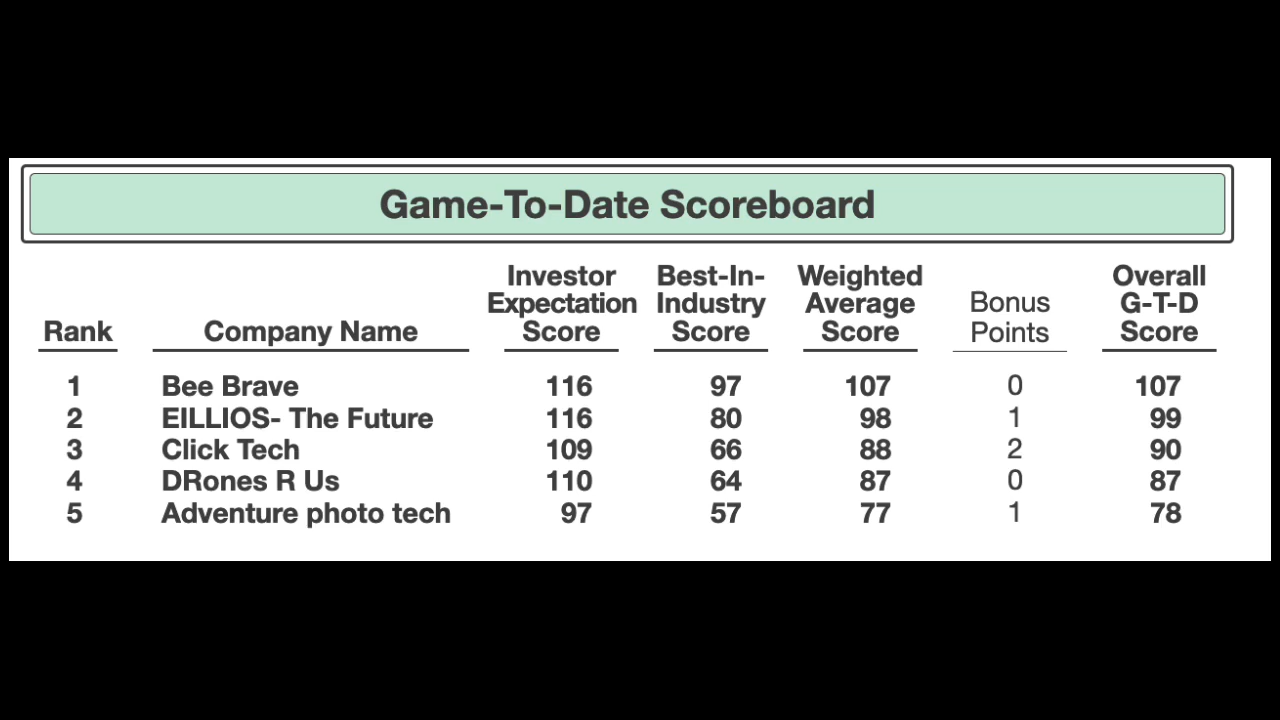 Game-To-Date Scoreboard
Investor Best-In- Weighted Overall
Expectation Industry Average Bonus G-T-D
Rank Company Name Score Score Score Points Score
1 Bee Brave 116 97 107 0 107
2 EILLIOS- The Future 116 80 98 1 99
3 Click Tech 109 66 88 2 90
4 DRones R Us 110 64 87 0 87
5 Adventure photo tech 97 57 77 1 78